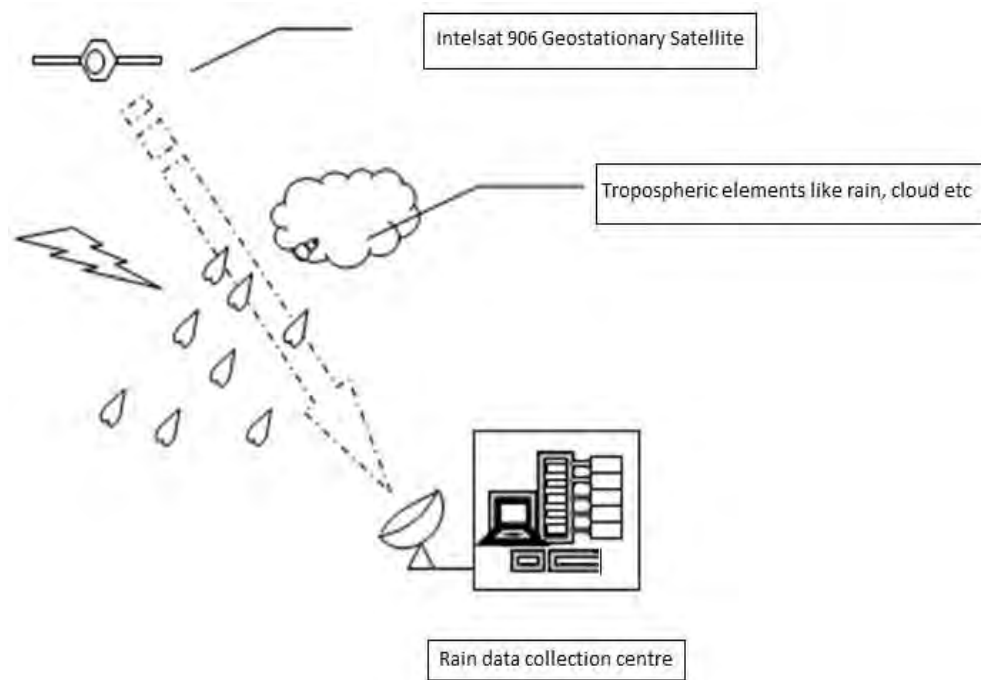 Intelsat 906 Geostationary Satellite
Tropospheric elements like rain, cloud etc
Rain data collection centre